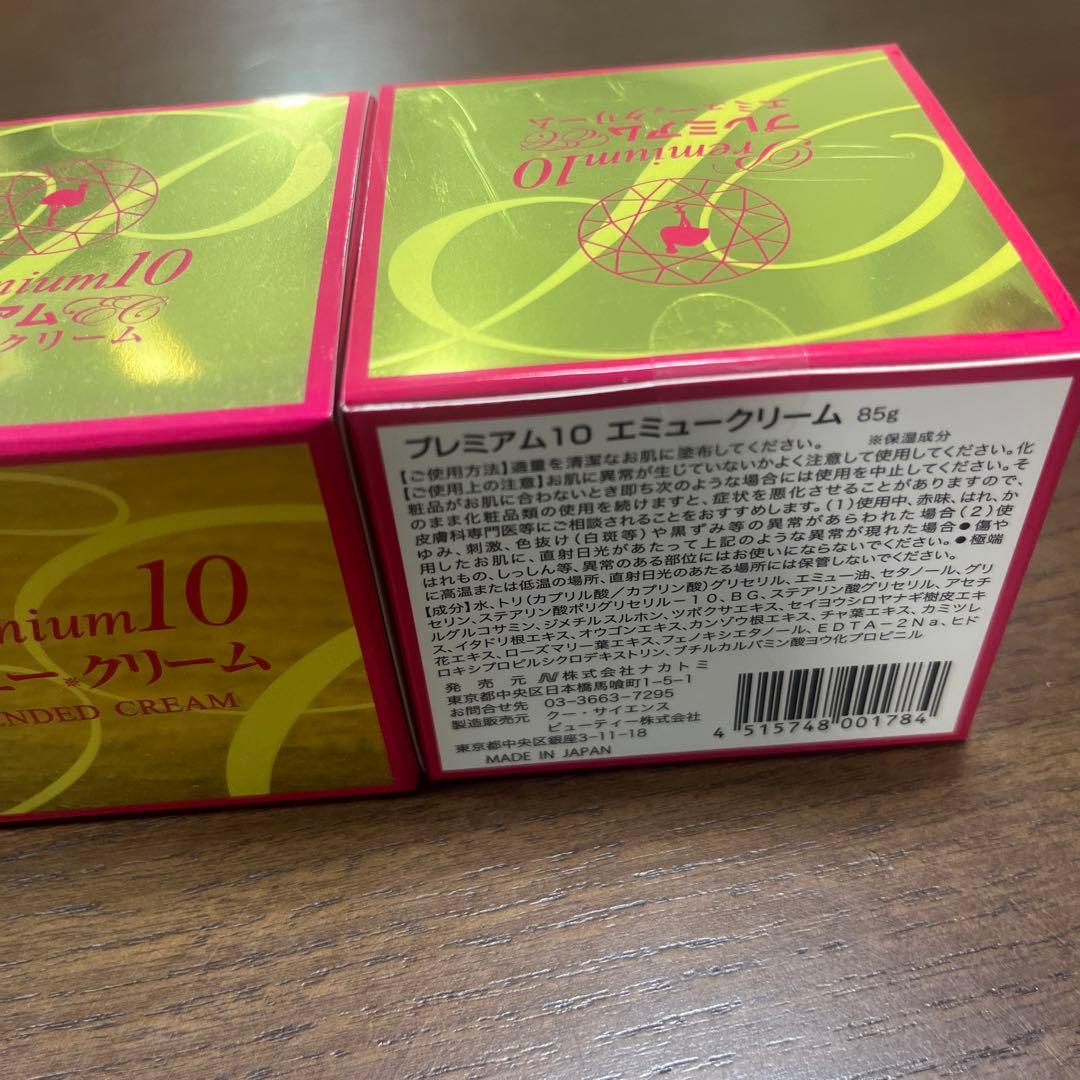 Premium10
プレミアムEC
エミュー※クリーム
nium10
アムEC
クリーム
nium10
ュー※クリーム
ENDED CREAM
プレミアム10 エミュークリーム 85g
※保湿成分
【ご使用方法】適量を清潔なお肌に塗布してください。
【ご使用上の注意】お肌に異常が生じていないかよく注意して使用してください。化
粧品がお肌に合わないとき即ち次のような場合には使用を中止してください。そ
のまま化粧品類の使用を続けますと、症状を悪化させることがありますので、
皮膚科専門医等にご相談されることをおすすめします。(1)使用中、赤味、はれ、か
ゆみ、刺激、色抜け(白斑等)や黒ずみ等の異常があらわれた場合(2)使
用したお肌に、直射日光があたって上記のような異常が現れた場合●傷や
はれもの、しっしん等、異常のある部位にはお使いにならないでください。●極端
に高温または低温の場所、直射日光のあたる場所には保管しないでください。
【成分】水、トリ(カプリル酸/カプリン酸)グリセリル、エミュー油、セタノール、グリ
セリン、ステアリン酸ポリグリセリル－10、BG、ステアリン酸グリセリル、アセチ
ルグルコサミン、ジメチルスルホン、ツボクサエキス、セイヨウシロヤナギ樹皮エキ
ス、イタドリ根エキス、オウゴンエキス、カンゾウ根エキス、チャ葉エキス、カミツレ
花エキス、ローズマリー葉エキス、フェノキシエタノール、EDTA－2Na、ヒド
ロキシプロピルシクロデキストリン、ブチルカルバミン酸ヨウ化プロピニル
発売元 N 株式会社ナカトミ
東京都中央区日本橋馬喰町1-5-1
お問合せ先 03-3663-7295
製造販売元 クー・サイエンス
ビューティー株式会社
東京都中央区銀座3-11-18
MADE IN JAPAN
4 515748 001784